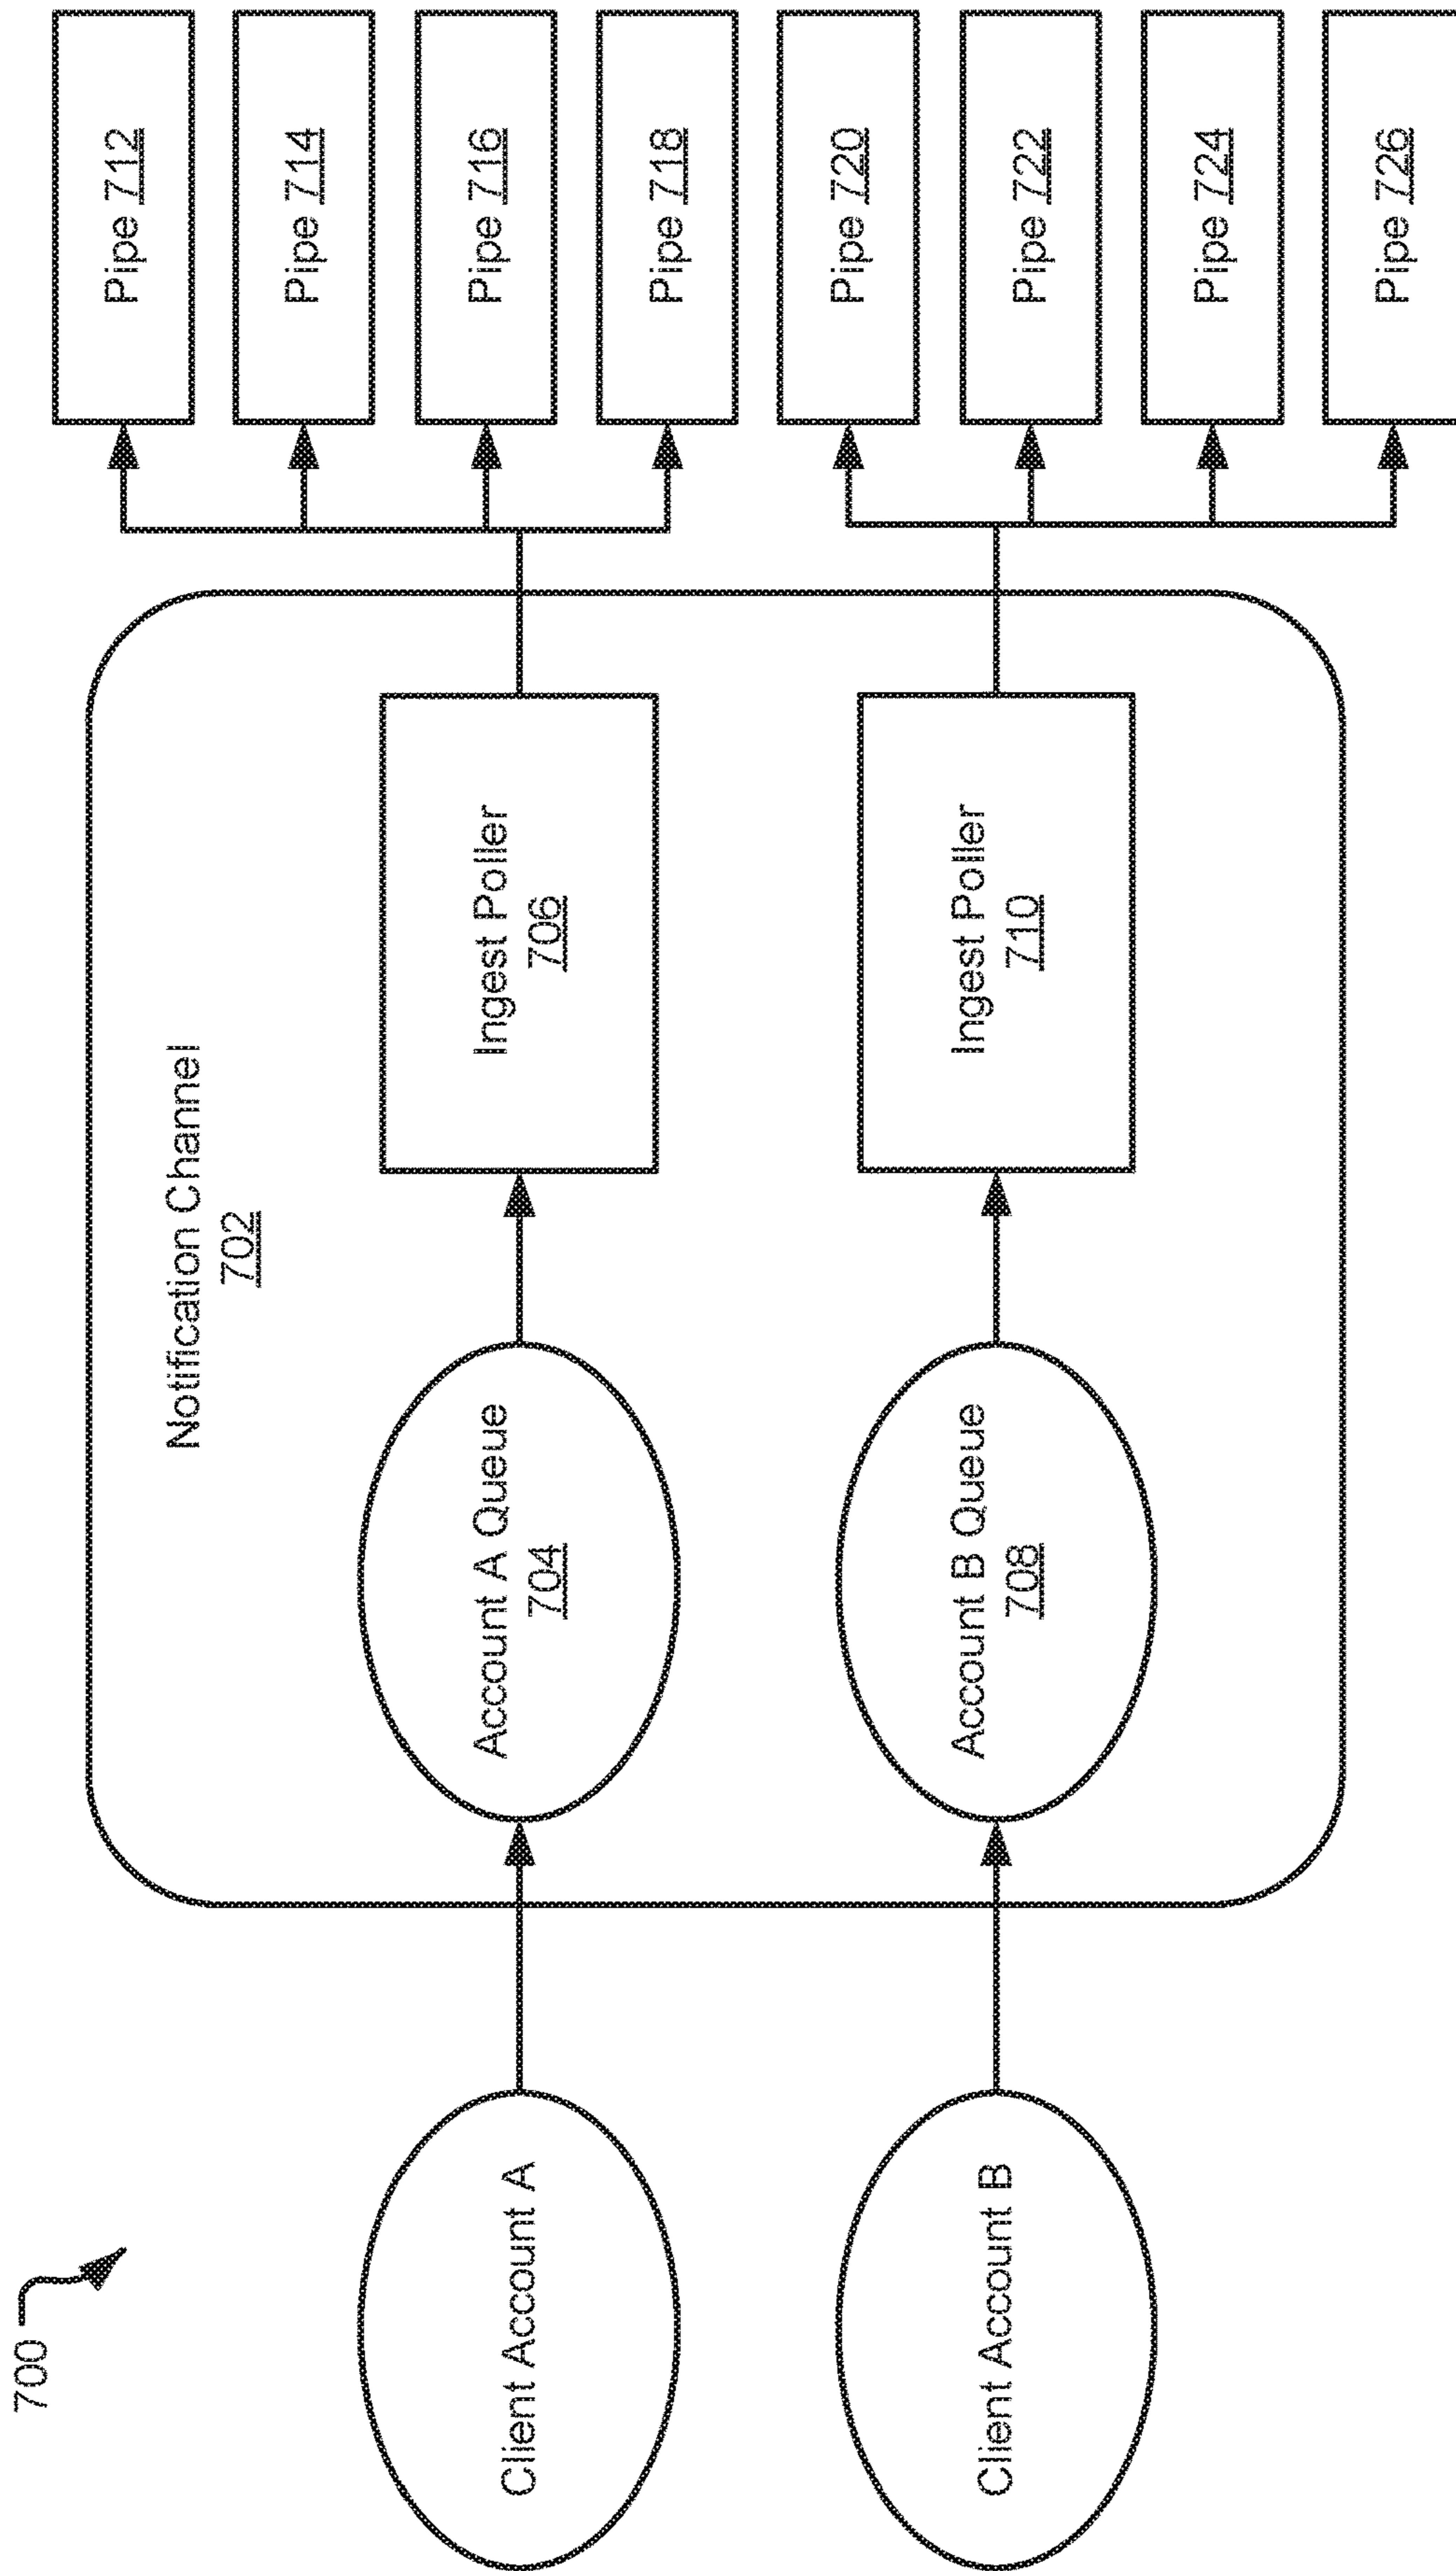 700
Notification Channel
702
Client Account A
Account A Queue
704
Ingest Poller
706
Client Account B
Account B Queue
708
Ingest Poller
710
Pipe 712
Pipe 714
Pipe 716
Pipe 718
Pipe 720
Pipe 722
Pipe 724
Pipe 726